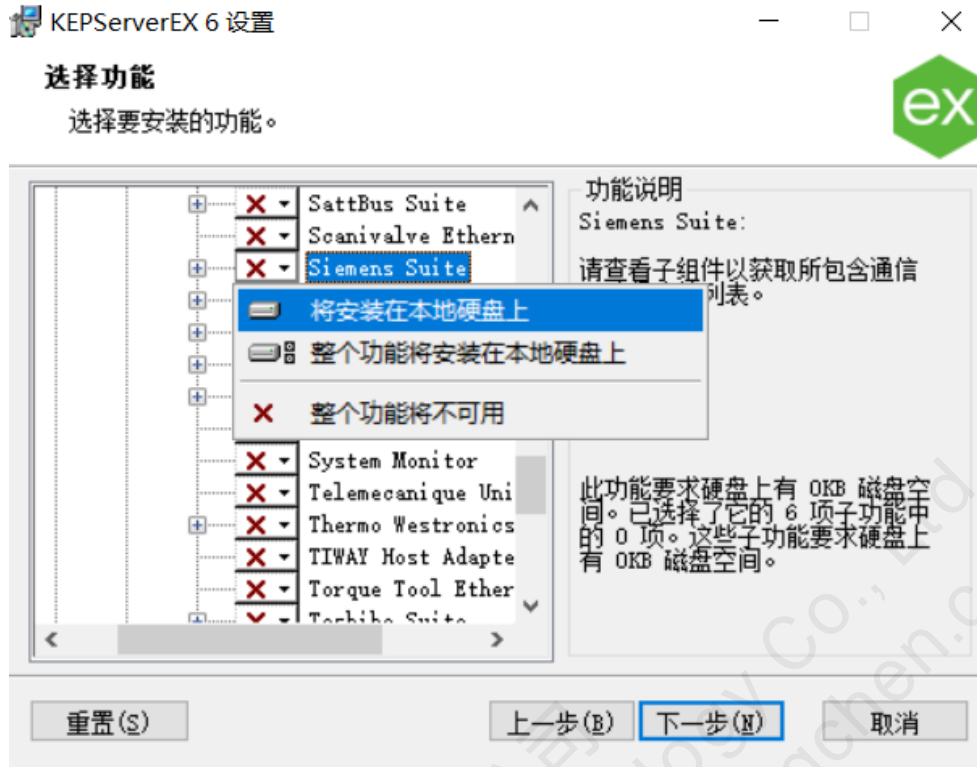 KEPServerEX 6 设置
选择功能
选择要安装的功能。
ex
SattBus Suite
Scanivalve Ethern
Siemens Suite
将安装在本地硬盘上
整个功能将安装在本地硬盘上
整个功能将不可用
System Monitor
Telemecanique Uni
Thermo Westronics
TIWAY Host Adapte
Torque Tool Ether
Toshiba Suite
功能说明
Siemens Suite:
请查看子组件以获取所包含通信
列表。
此功能要求硬盘上有 0KB 磁盘空
间。已选择了它的 6 项子功能中
的 0 项。这些子功能要求硬盘上
有 0KB 磁盘空间。
重置(S)
上一步(B)
下一步(N)
取消
司
Co., Ltd